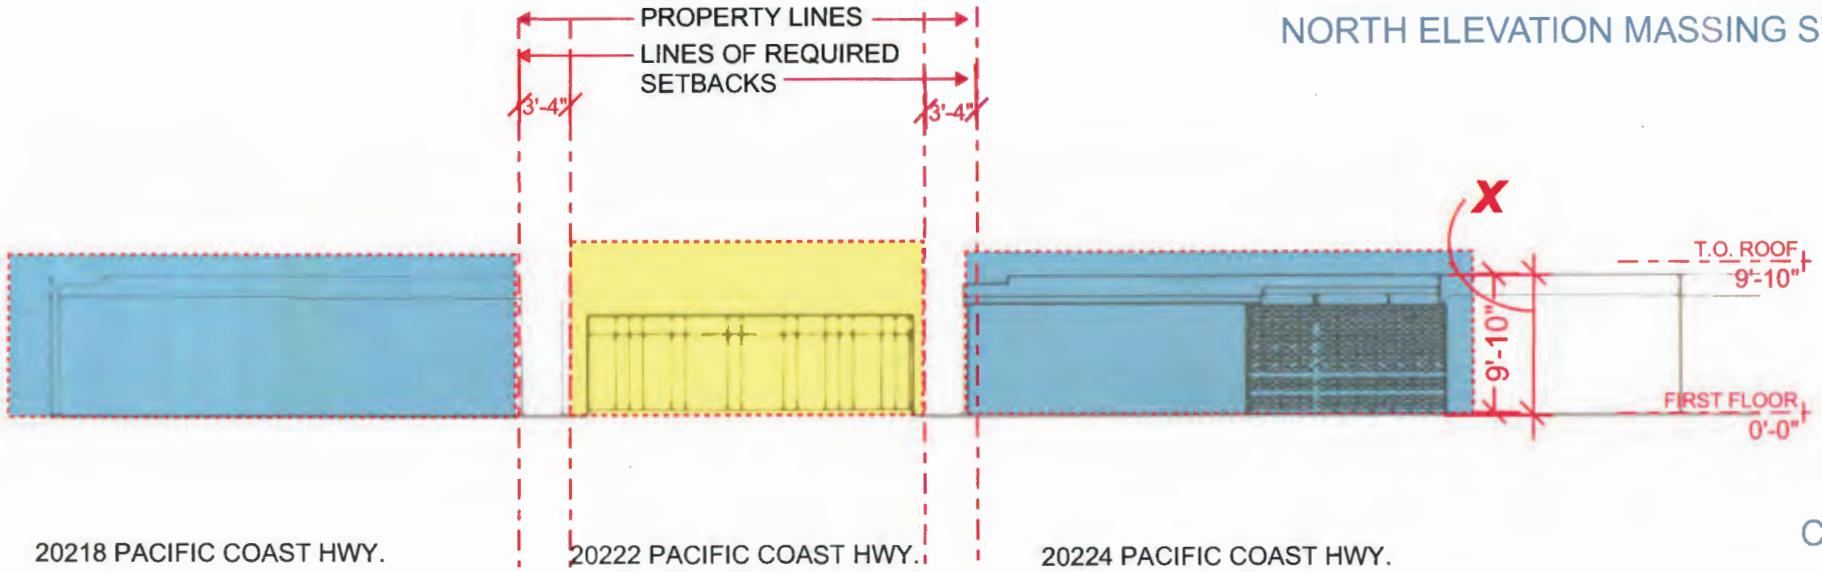 PROPERTY LINES
NORTH ELEVATION MASSING S
LINES OF REQUIRED
SETBACKS
3'-4"
3'-4"
X
T.O. ROOF
9'-10"
9'-10"
FIRST FLOOR
0'-0"
C
20218 PACIFIC COAST HWY.
20222 PACIFIC COAST HWY.
20224 PACIFIC COAST HWY.